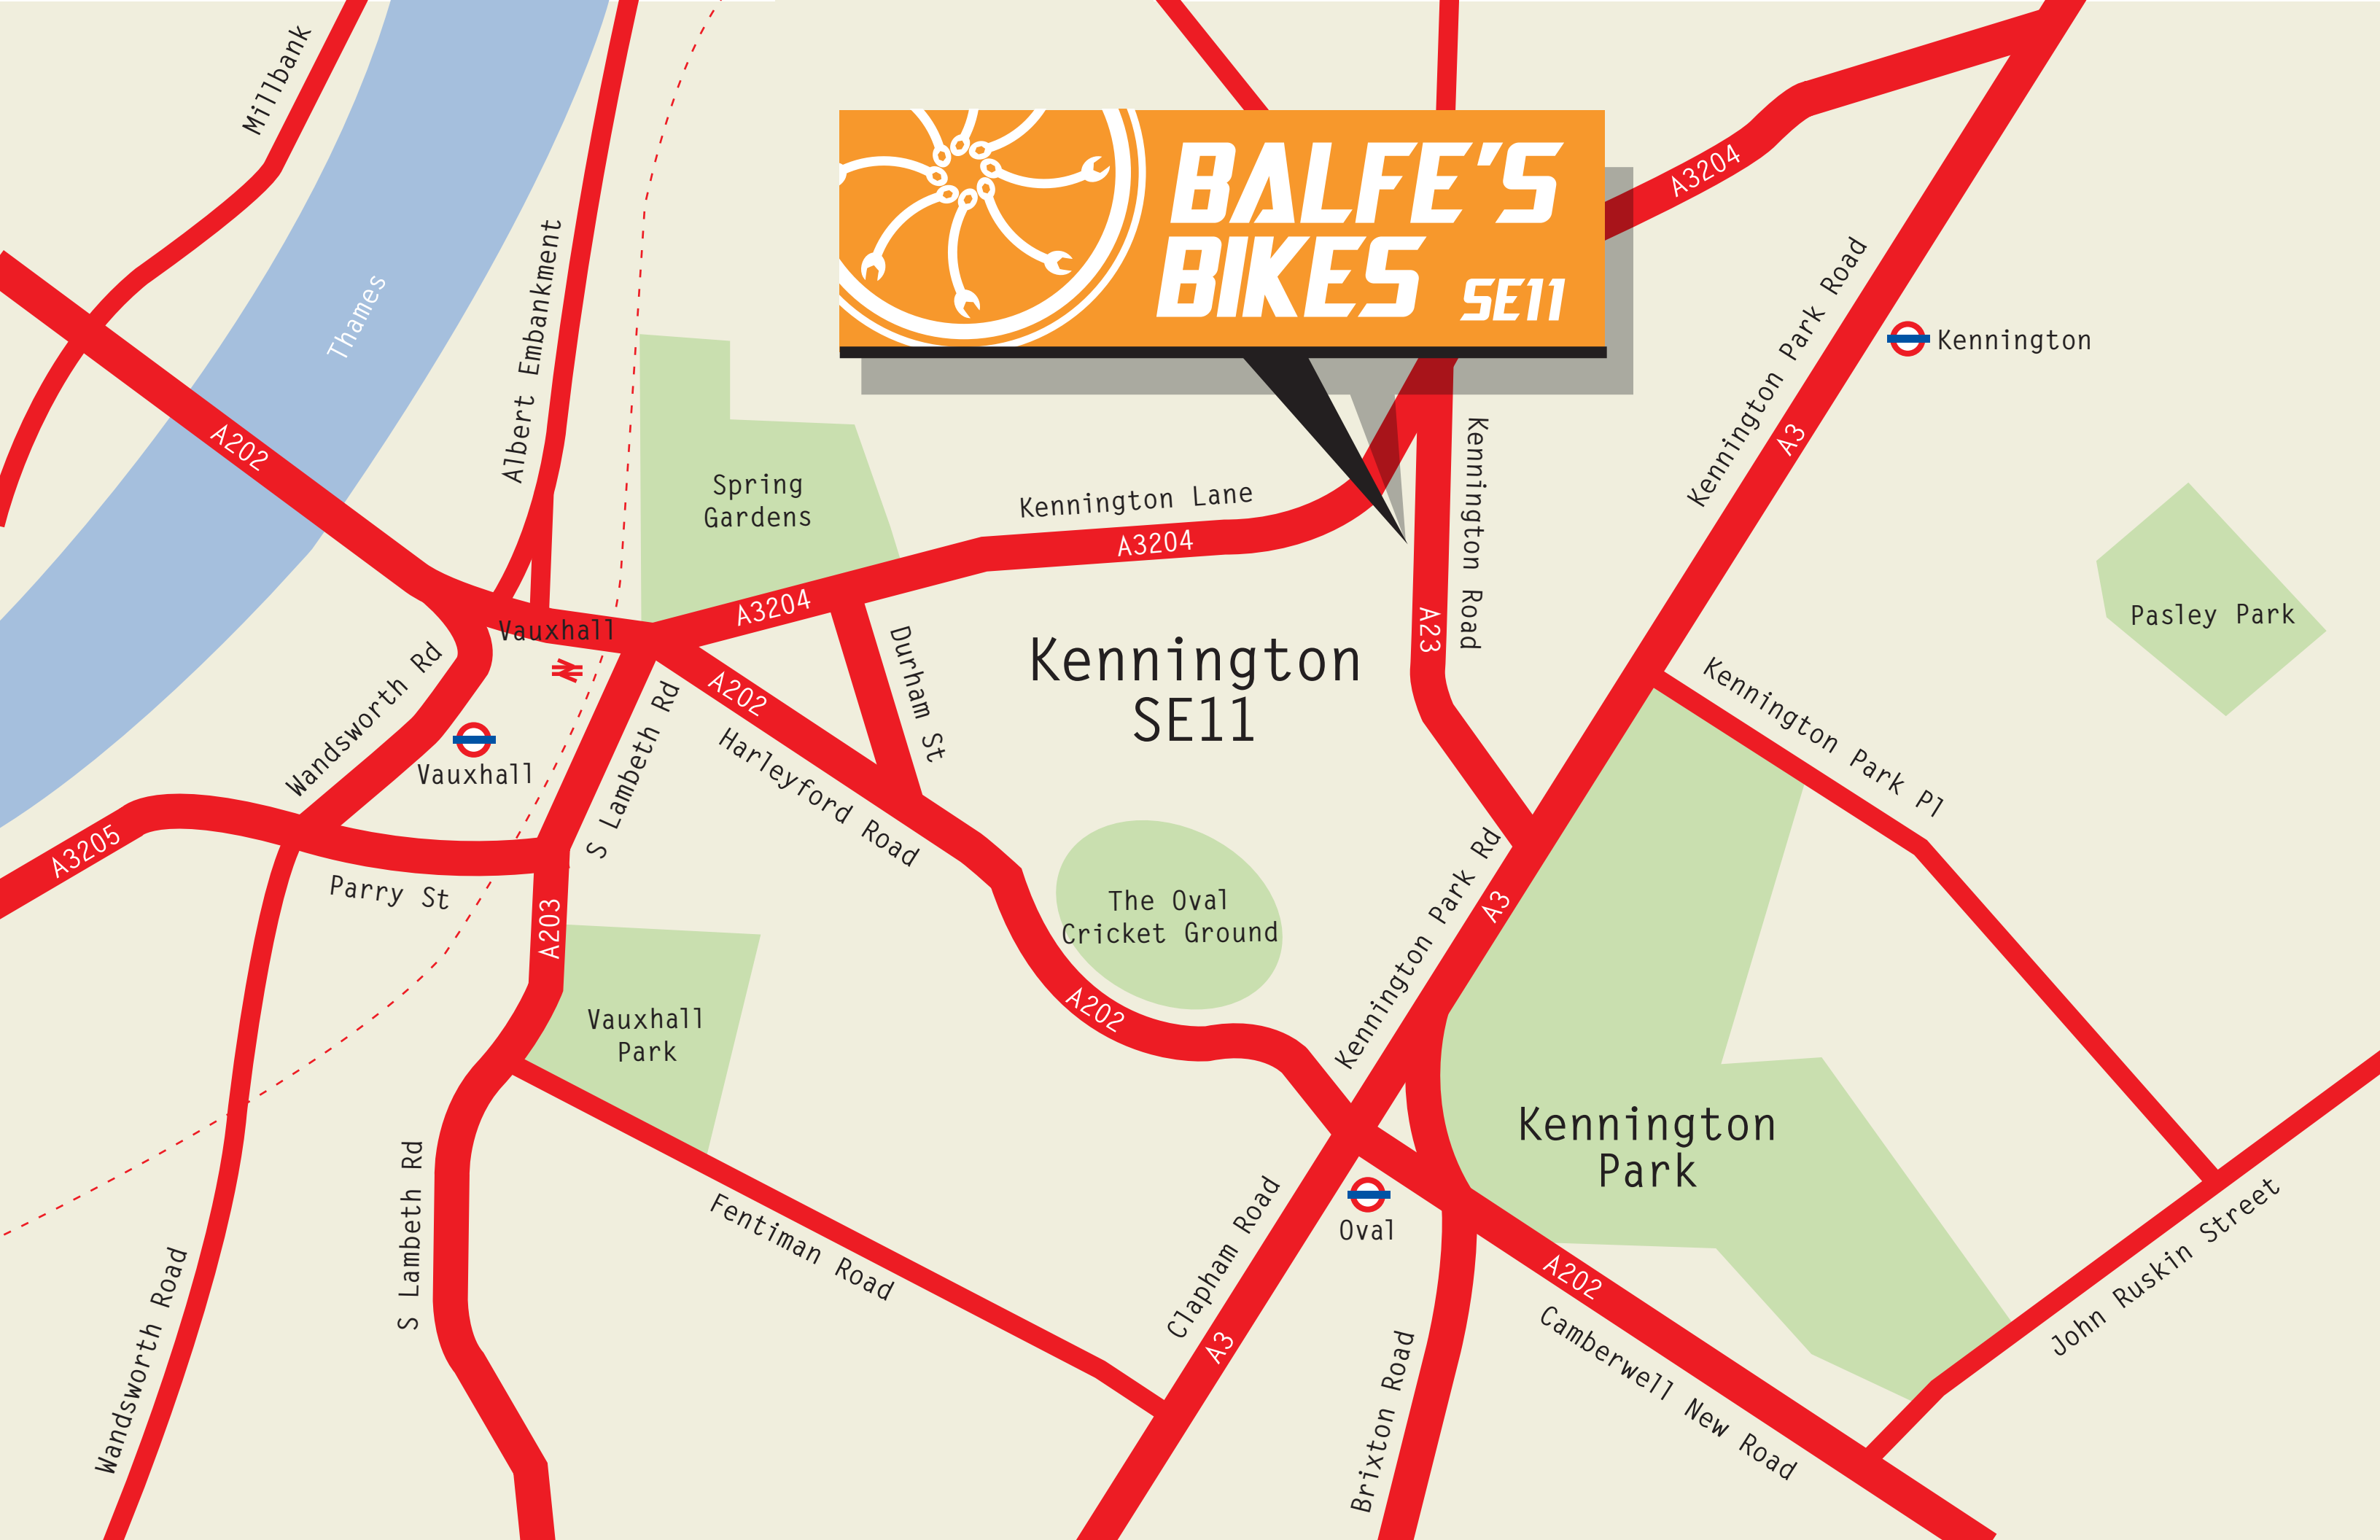 Millbank
Thames
A202
Albert Embankment
BALFE'S
BIKES SE11
A3204
Kennington Park Road
A3
Kennington
Spring
Gardens
Kennington Lane
A3204
Kennington Road
A23
A3204
Vauxhall
Vauxhall
Wandsworth Rd
S Lambeth Rd
A202
Harleyford Road
Durham St
Kennington
SE11
Kennington Park Pl
Pasley Park
A3205
Parry St
A203
The Oval
Cricket Ground
A202
Kennington Park Rd
A3
Vauxhall
Park
Kennington
Park
S Lambeth Rd
Fentiman Road
Wandsworth Road
Clapham Road
A3
Oval
Brixton Road
A202
Camberwell New Road
John Ruskin Street